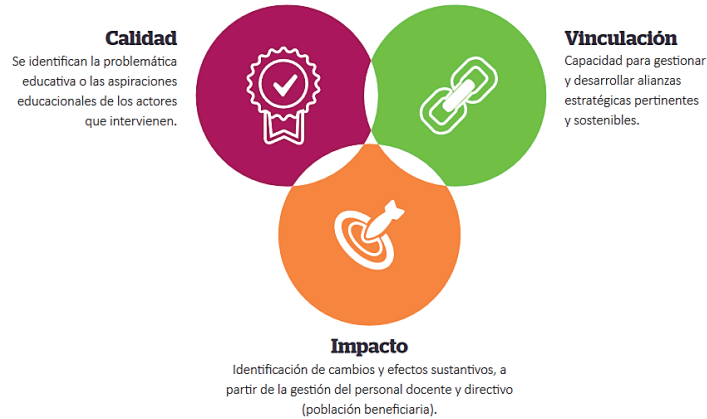 Calidad
Se identifican la problemática
educativa o las aspiraciones
educacionales de los actores
que intervienen.
Vinculación
Capacidad para gestionar
y desarrollar alianzas
estratégicas pertinentes
y sostenibles.
Impacto
Identificación de cambios y efectos sustantivos, a
partir de la gestión del personal docente y directivo
(población beneficiaria).